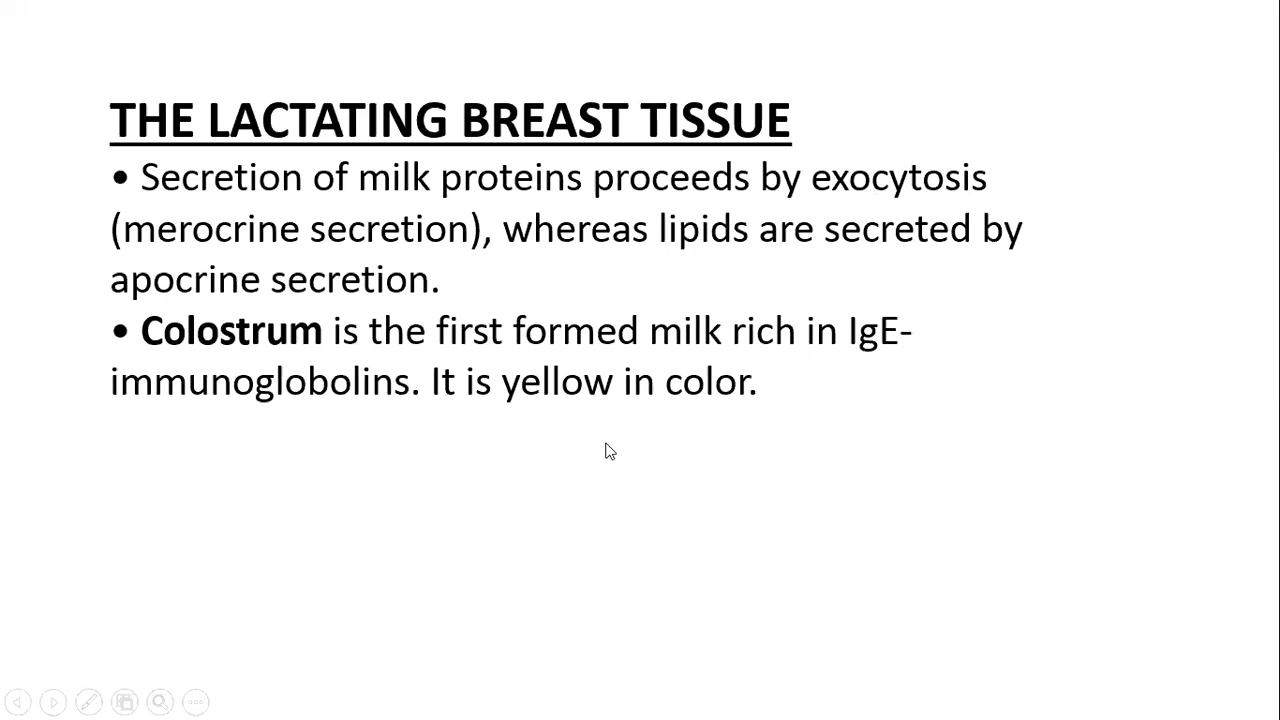 THE LACTATING BREAST TISSUE
• Secretion of milk proteins proceeds by exocytosis
(merocrine secretion), whereas lipids are secreted by
apocrine secretion.
• Colostrum is the first formed milk rich in IgE-
immunoglobolins. It is yellow in color.